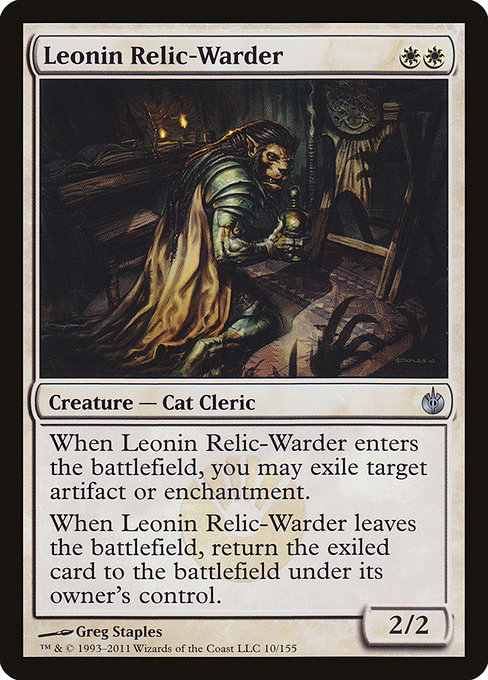 Leonin Relic-Warder
Creature — Cat Cleric
When Leonin Relic-Warder enters
the battlefield, you may exile target
artifact or enchantment.
When Leonin Relic-Warder leaves
the battlefield, return the exiled
card to the battlefield under its
owner's control.
Greg Staples
2/2
™ & © 1993–2011 Wizards of the Coast LLC 10/155